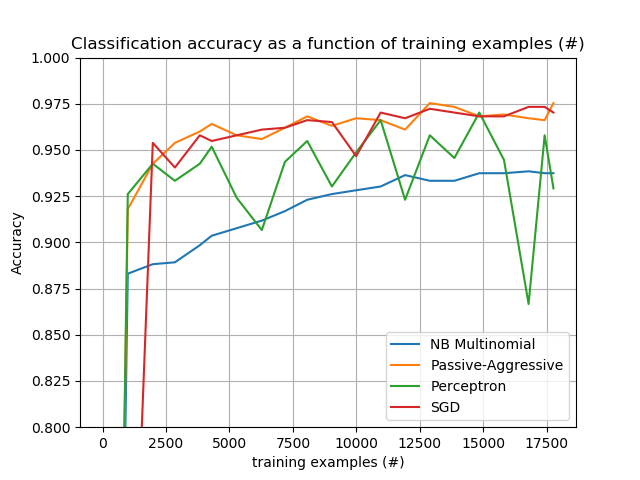 Classification accuracy as a function of training examples (#)
1.000
0.975
0.950
0.925
0.900
0.875
0.850
0.825
0.800
Accuracy
NB Multinomial
Passive-Aggressive
Perceptron
SGD
0 2500 5000 7500 10000 12500 15000 17500
training examples (#)